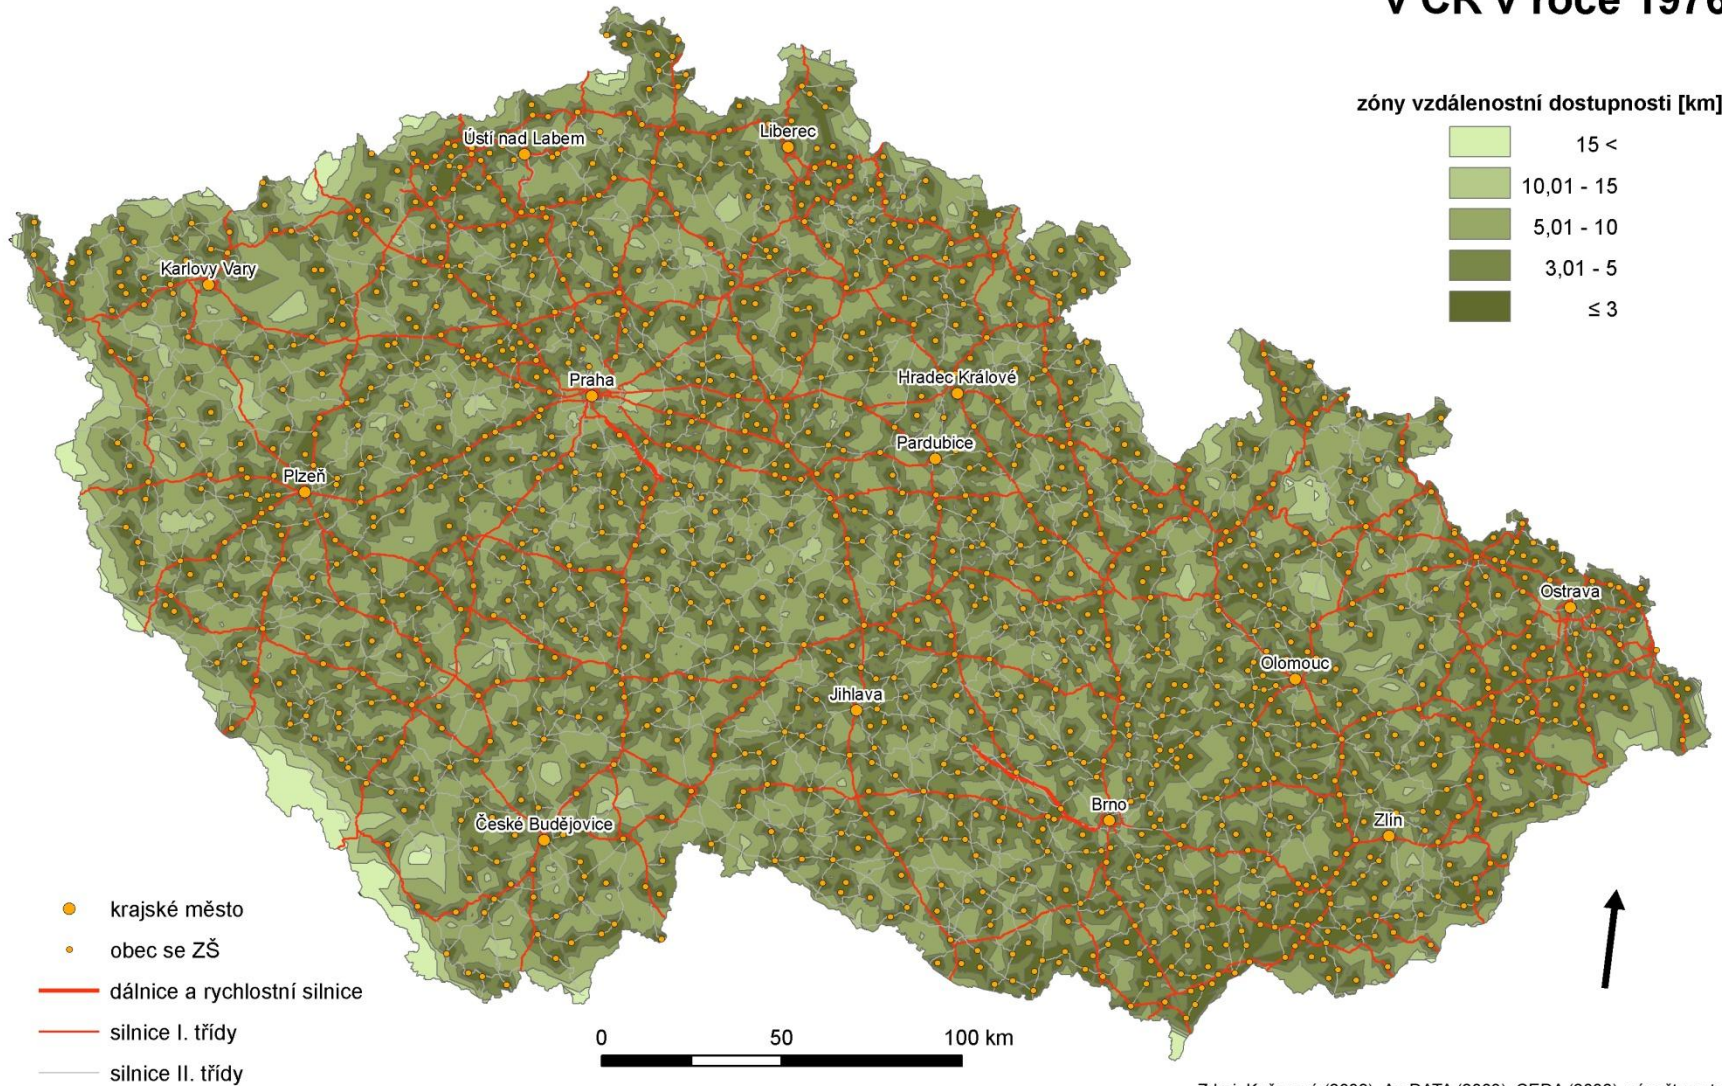 v ČR v roce 1976
zóny vzdálenostní dostupnosti [km]
15 <
10,01 - 15
5,01 - 10
3,01 - 5
≤ 3
Ústí nad Labem
Liberec
Karlovy Vary
Praha
Hradec Králové
Pardubice
Plzeň
Ostrava
Olomouc
Jihlava
Brno
České Budějovice
Zlín
krajské město
obec se ZŠ
dálnice a rychlostní silnice
silnice I. třídy
silnice II. třídy
0 50 100 km